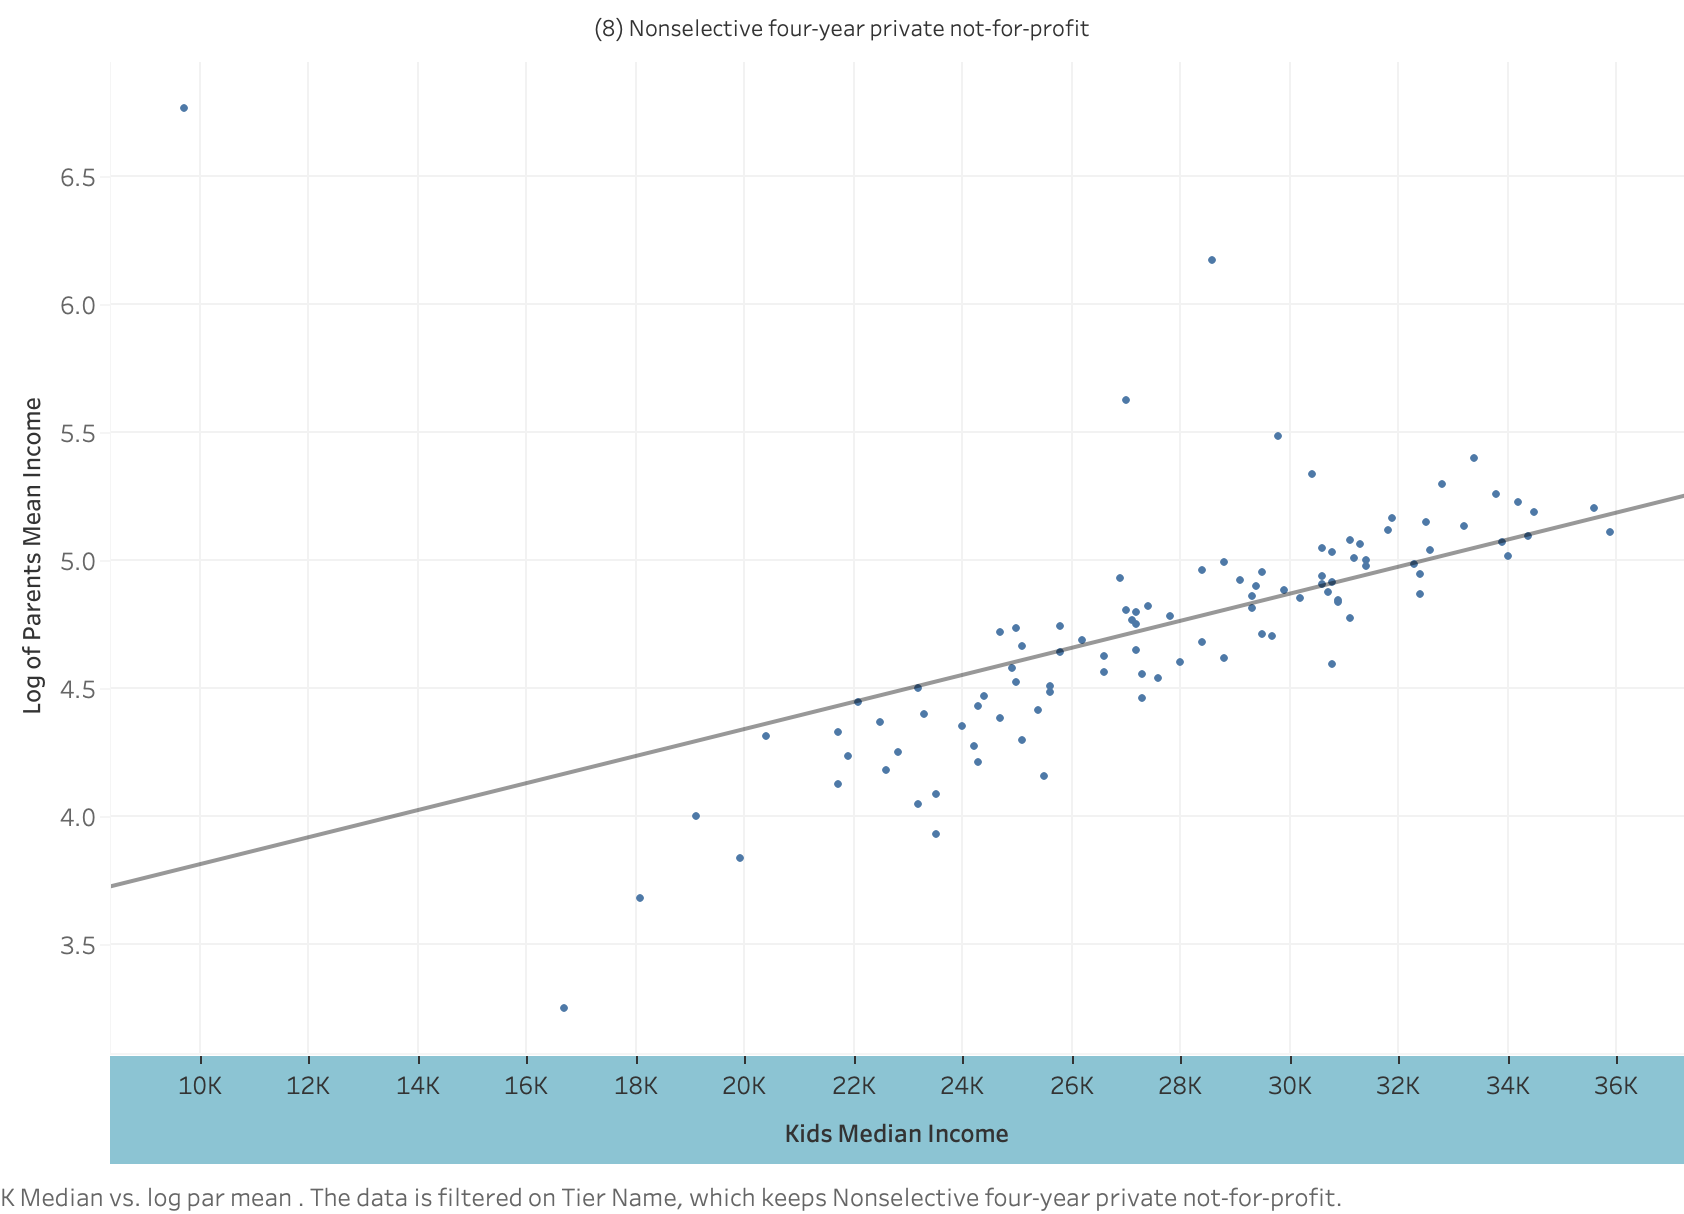 (8) Nonselective four-year private not-for-profit
Log of Parents Mean Income
6.5
6.0
5.5
5.0
4.5
4.0
3.5
10K 12K 14K 16K 18K 20K 22K 24K 26K 28K 30K 32K 34K 36K
Kids Median Income
K Median vs. log par mean . The data is filtered on Tier Name, which keeps Nonselective four-year private not-for-profit.